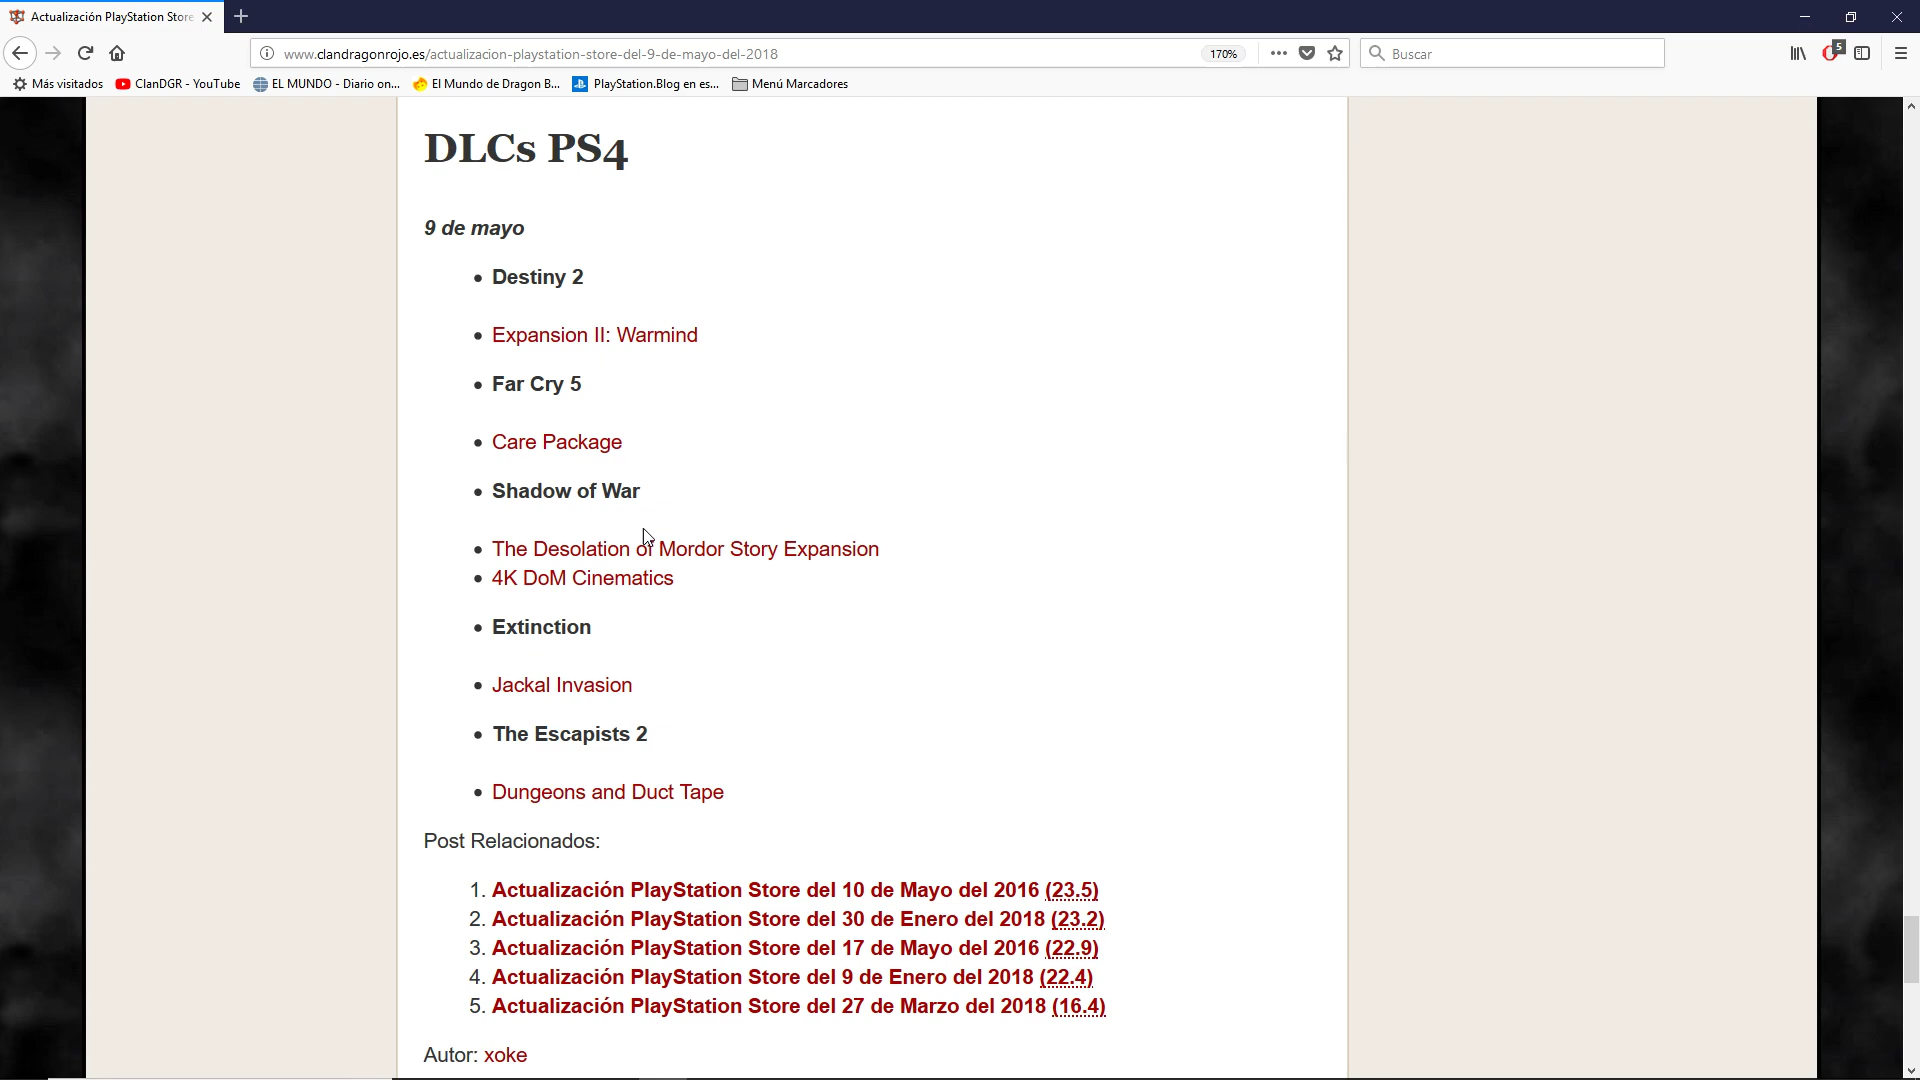 Actualización PlayStation Store
www.clandragonrojo.es/actualizacion-playstation-store-del-9-de-mayo-del-2018
170%
Buscar
5
Más visitados
ClanDGR - YouTube
EL MUNDO - Diario on...
El Mundo de Dragon B...
PlayStation.Blog en es...
Menú Marcadores
DLCs PS4
9 de mayo
Destiny 2
Expansion II: Warmind
Far Cry 5
Care Package
Shadow of War
The Desolation of Mordor Story Expansion
4K DoM Cinematics
Extinction
Jackal Invasion
The Escapists 2
Dungeons and Duct Tape
Post Relacionados:
1. Actualización PlayStation Store del 10 de Mayo del 2016 (23.5)
2. Actualización PlayStation Store del 30 de Enero del 2018 (23.2)
3. Actualización PlayStation Store del 17 de Mayo del 2016 (22.9)
4. Actualización PlayStation Store del 9 de Enero del 2018 (22.4)
5. Actualización PlayStation Store del 27 de Marzo del 2018 (16.4)
Autor: xoke